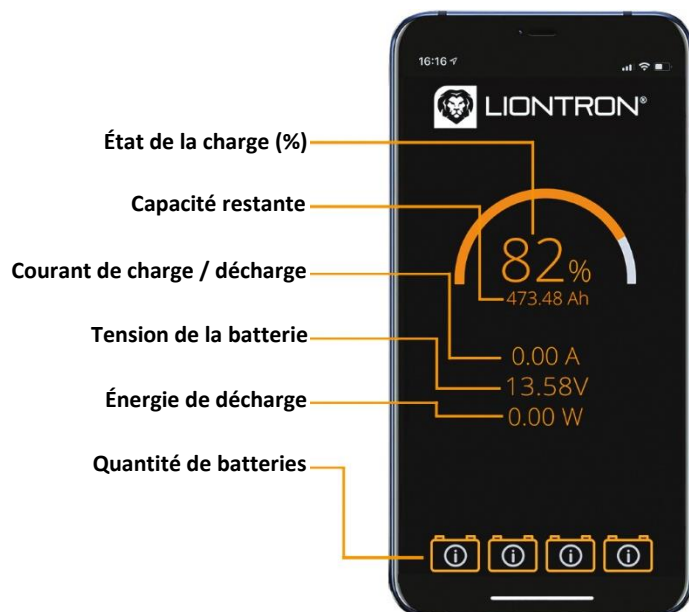 16:16
LIONTRON®
État de la charge (%)
Capacité restante
82%
473.48 Ah
Courant de charge / décharge
0.00 A
Tension de la batterie
13.58V
Énergie de décharge
0.00 W
Quantité de batteries
i i i i